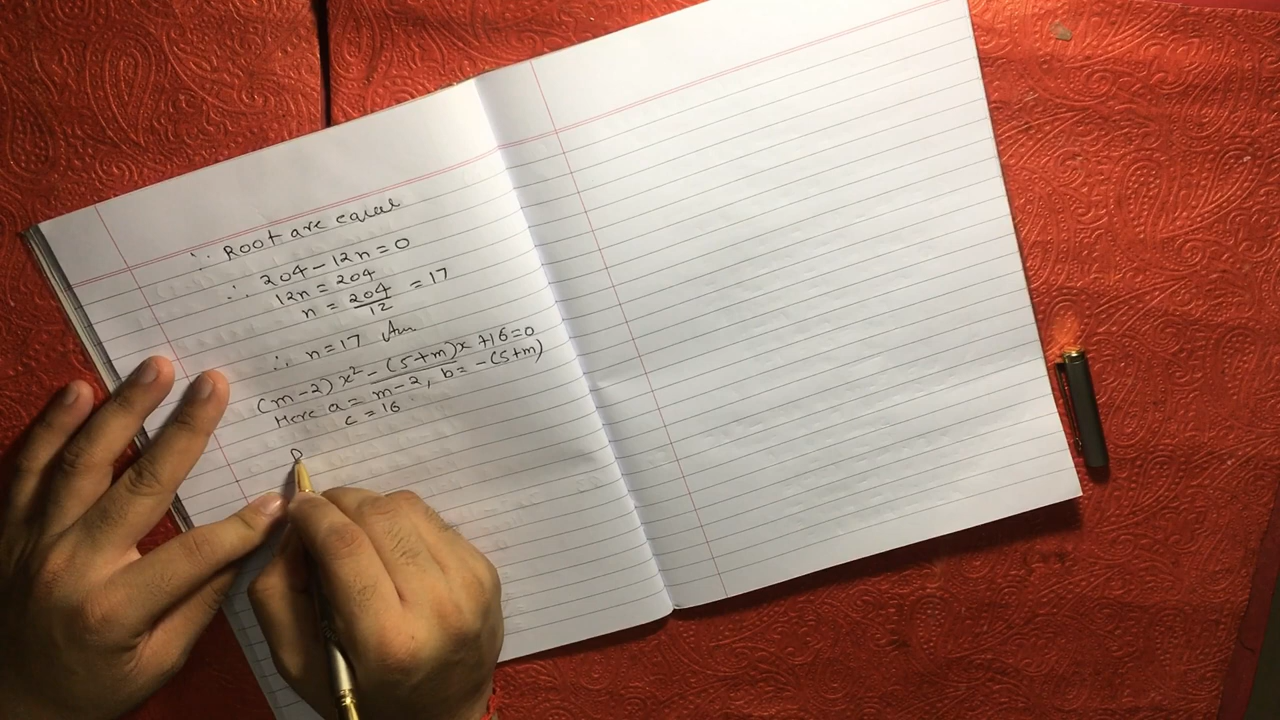 ∵ Root are equal
∴ 204 - 12n = 0
12n = 204
n = 204/12 = 17
∴ n = 17 Ans
(m-2)x² - (5+m)x + 16 = 0
Here a = m-2, b = -(5+m)
c = 16